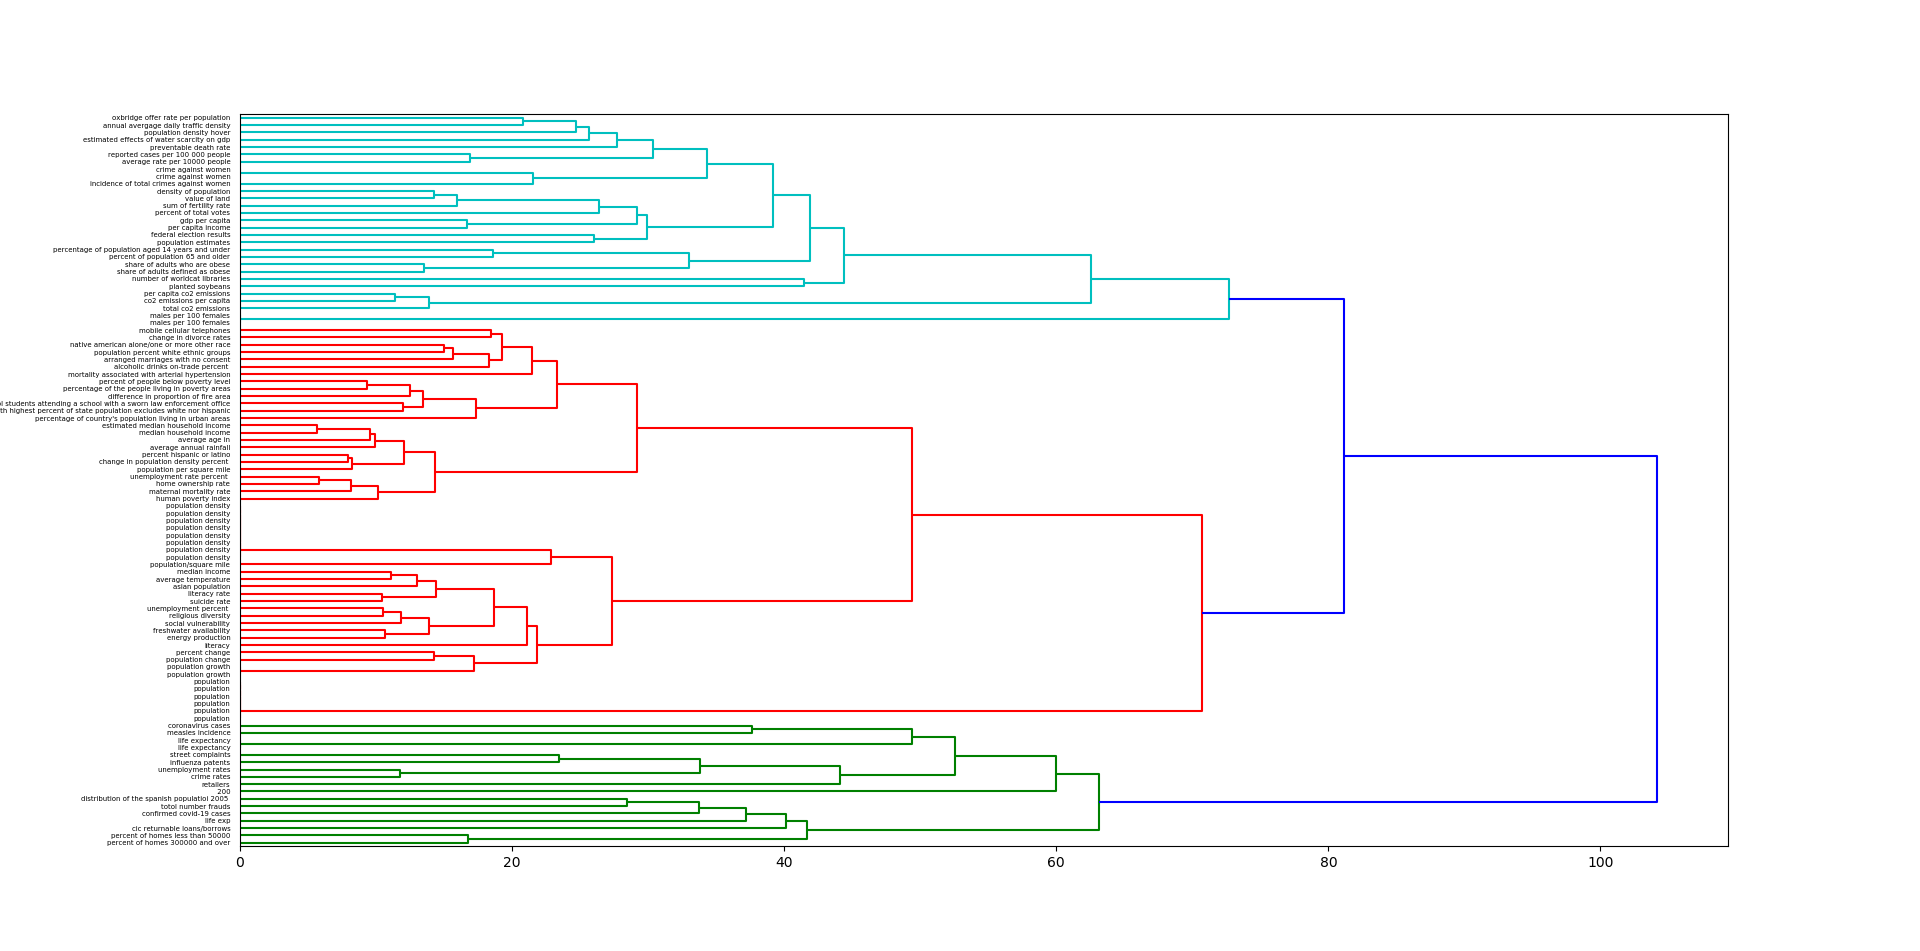 oxbridge offer rate per population
annual avergage daily traffic density
population density hover
estimated effects of water scarcity on gdp
preventable death rate
reported cases per 100 000 people
average rate per 10000 people
crime against women
crime against women
incidence of total crimes against women
density of population
value of land
sum of fertility rate
percent of total votes
gdp per capita
per capita income
federal election results
population estimates
percentage of population aged 14 years and under
percent of population 65 and older
share of adults who are obese
share of adults defined as obese
number of worldcat libraries
planted soybeans
per capita co2 emissions
co2 emissions per capita
total co2 emissions
males per 100 females
males per 100 females
mobile cellular telephones
change in divorce rates
native american alone/one or more other race
population percent white ethnic groups
arranged marriages with no consent
alcoholic drinks on-trade percent
mortality associated with arterial hypertension
percent of people below poverty level
percentage of the people living in poverty areas
difference in proportion of fire area
students attending a school with a sworn law enforcement office
highest percent of state population excludes white nor hispanic
percentage of country's population living in urban areas
estimated median household income
median household income
average age in
average annual rainfall
percent hispanic or latino
change in population density percent
population per square mile
unemployment rate percent
home ownership rate
maternal mortality rate
human poverty index
population density
population density
population density
population density
population density
population density
population density
population density
population/square mile
median income
average temperature
asian population
literacy rate
suicide rate
unemployment percent
religious diversity
social vulnerability
freshwater availability
energy production
literacy
percent change
population change
population growth
population growth
population
population
population
population
population
population
coronavirus cases
measles incidence
life expectancy
life expectancy
street complaints
influenza patents
unemployment rates
crime rates
retailers
200
distribution of the spanish populatiol 2005
totol number frauds
confirmed covid-19 cases
life exp
cic returnable loans/borrows
percent of homes less than 50000
percent of homes 300000 and over
0 20 40 60 80 100